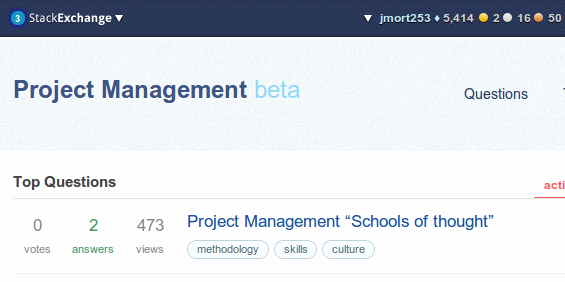 3 StackExchange ▼ ▼ jmort253 ♦ 5,414 2 16 50
Project Management beta
Questions
Top Questions
0 2 473
votes answers views
Project Management “Schools of thought”
methodology skills culture